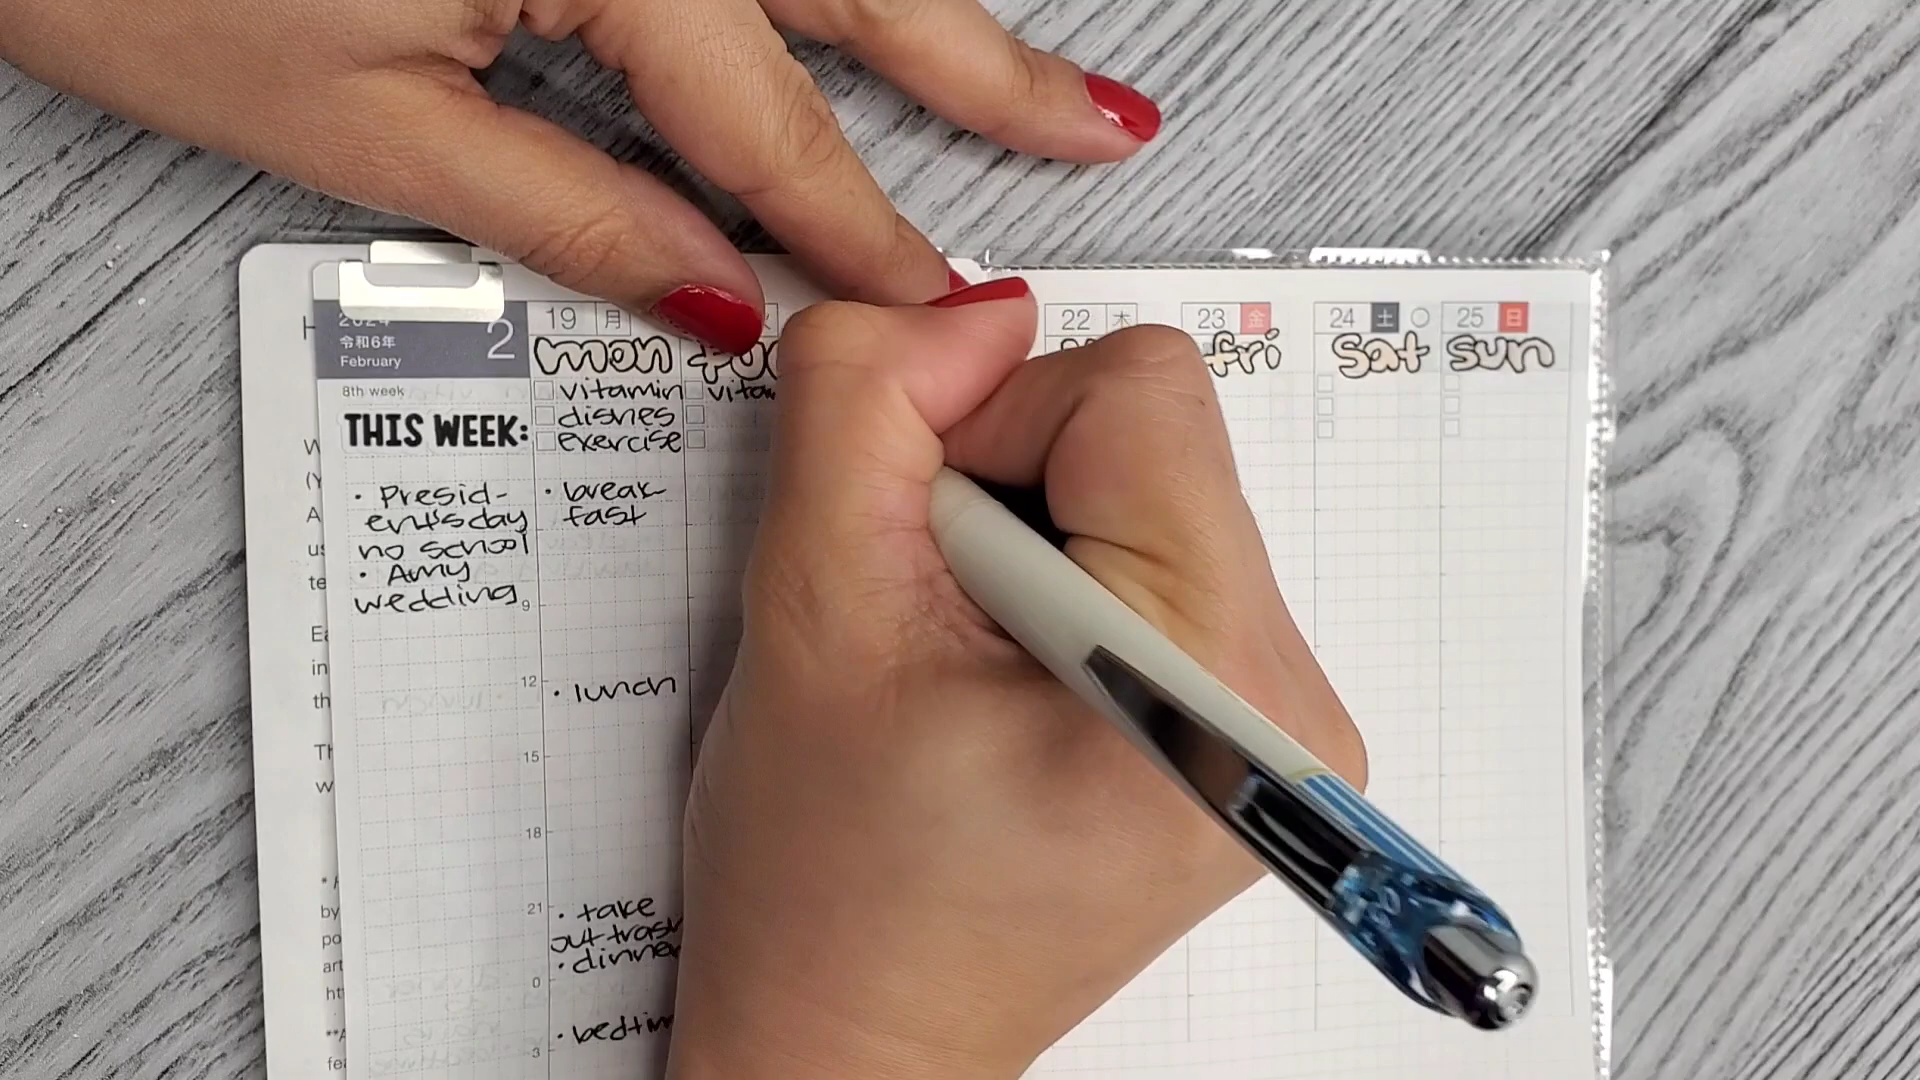 2024
令和6年
February
2
8th week
THIS WEEK:
• Presid-
ent's day
no school
• Amy
wedding
19 月
mon
vitamin
dishes
exercise
• break-
fast
• lunch
• take
out trash
• dinner
9
12
15
18
21
0
3
22 木
23 金
fri
24 土
sat
25 日
sun